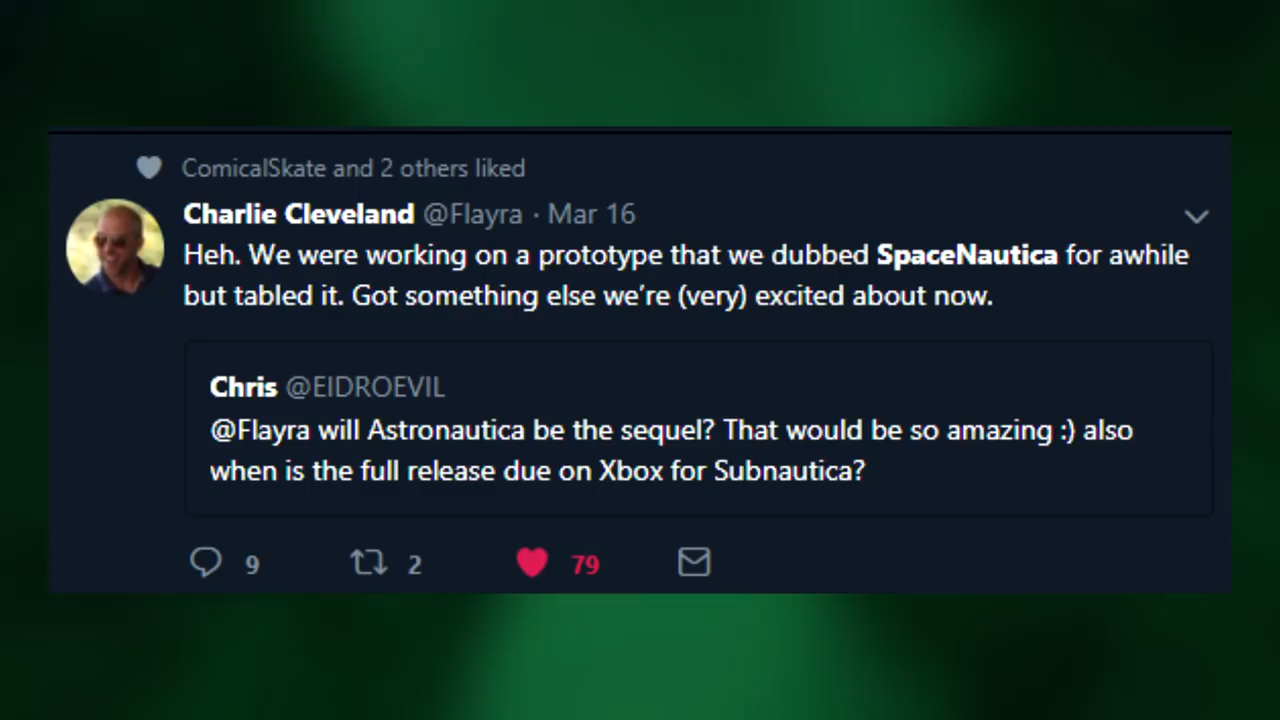 ComicalSkate and 2 others liked
Charlie Cleveland @Flayra · Mar 16
Heh. We were working on a prototype that we dubbed SpaceNautica for awhile
but tabled it. Got something else we’re (very) excited about now.
Chris @EIDROEVIL
@Flayra will Astronautica be the sequel? That would be so amazing :) also
when is the full release due on Xbox for Subnautica?
9 2 79